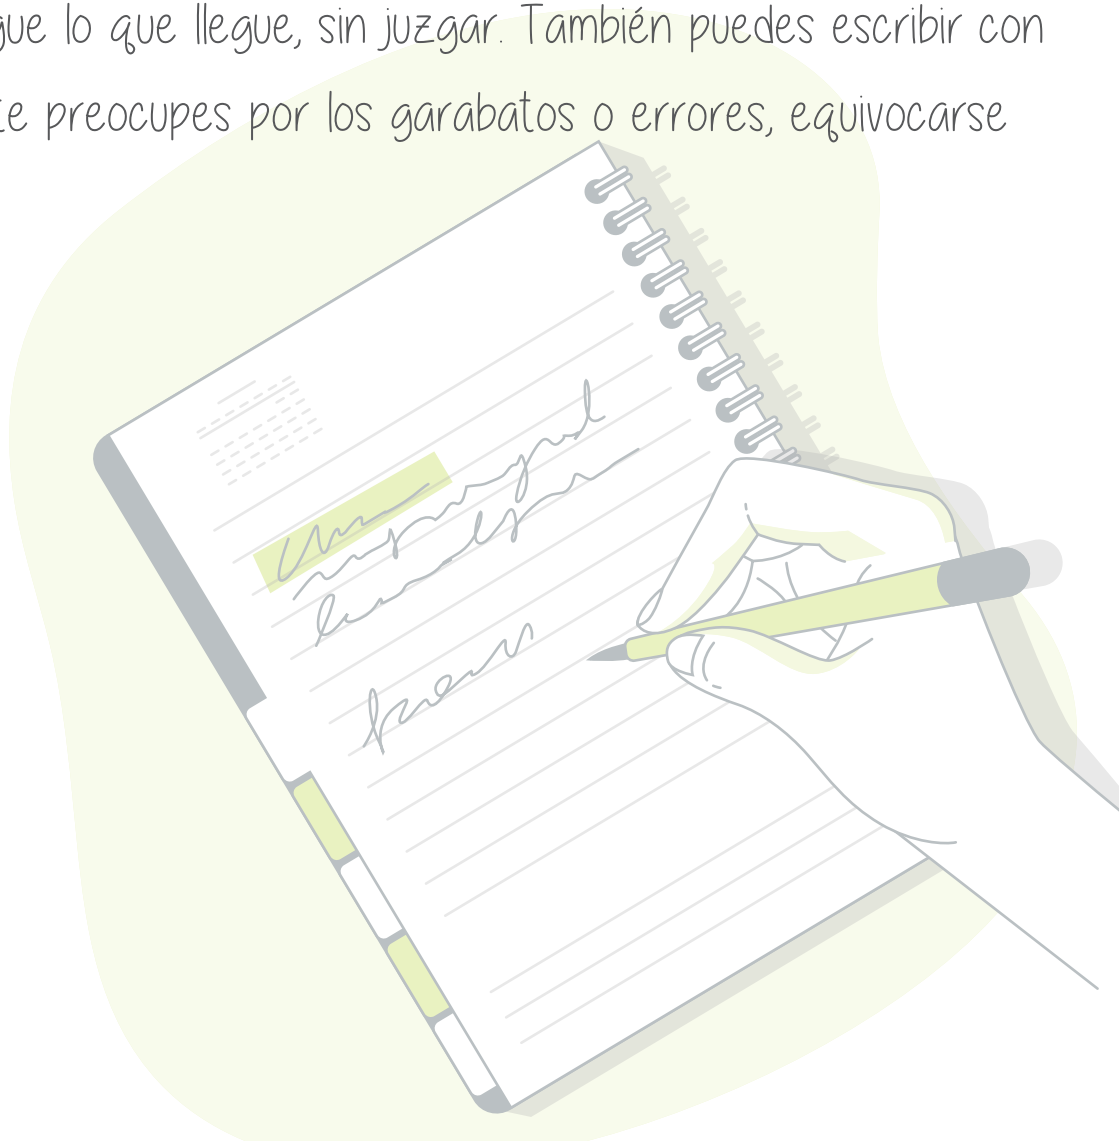 gue lo que llegue, sin juzgar. También puedes escribir con
te preocupes por los garabatos o errores, equivocarse